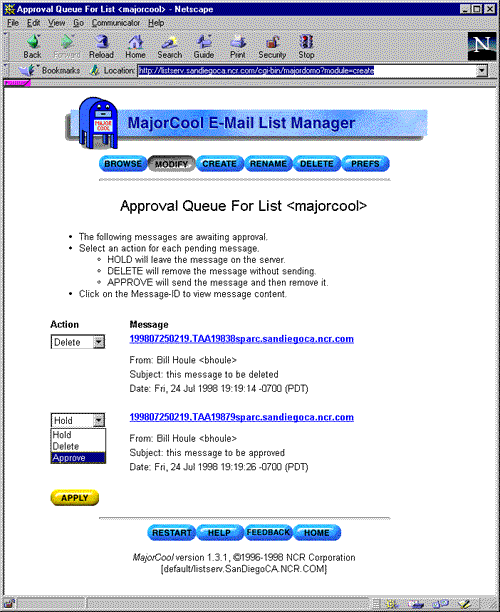 Approval Queue For List <majorcool> - Netscape
File Edit View Go Communicator Help
Back Forward Reload Home Search Guide Print Security Stop
N
Bookmarks Location: http://listserv.sandiegoca.ncr.com/cgi-bin/majordomo?module=create
MAJOR COOL
MajorCool E-Mail List Manager
BROWSE MODIFY CREATE RENAME DELETE PREFS
Approval Queue For List <majorcool>
• The following messages are awaiting approval.
• Select an action for each pending message.
○ HOLD will leave the message on the server.
○ DELETE will remove the message without sending.
○ APPROVE will send the message and then remove it.
• Click on the Message-ID to view message content.
Action Message
Delete 199807250219.TAA19838sparc.sandiegoca.ncr.com
From: Bill Houle <bhoule>
Subject: this message to be deleted
Date: Fri, 24 Jul 1998 19:19:14 -0700 (PDT)
Hold 199807250219.TAA19879sparc.sandiegoca.ncr.com
Hold
Delete
Approve
From: Bill Houle <bhoule>
Subject: this message to be approved
Date: Fri, 24 Jul 1998 19:19:26 -0700 (PDT)
APPLY
RESTART HELP FEEDBACK HOME
MajorCool version 1.3.1, ©1996-1998 NCR Corporation
[default/listserv.SanDiegoCA.NCR.COM]